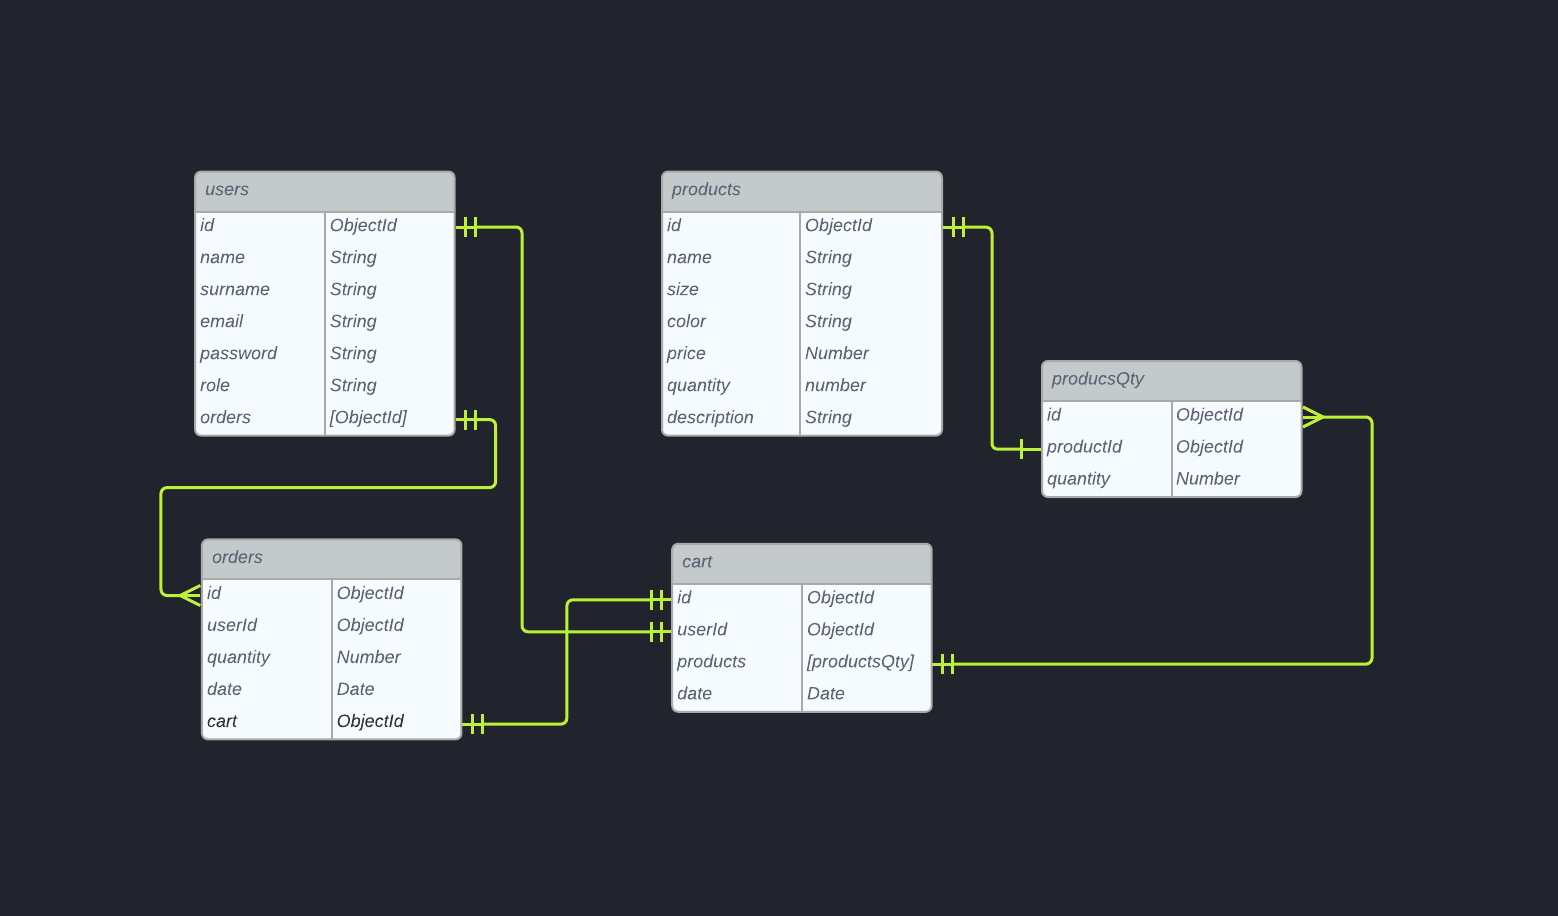 users
id ObjectId
name String
surname String
email String
password String
role String
orders [ObjectId]
products
id ObjectId
name String
size String
color String
price Number
quantity number
description String
producsQty
id ObjectId
productId ObjectId
quantity Number
orders
id ObjectId
userId ObjectId
quantity Number
date Date
cart ObjectId
cart
id ObjectId
userId ObjectId
products [productsQty]
date Date